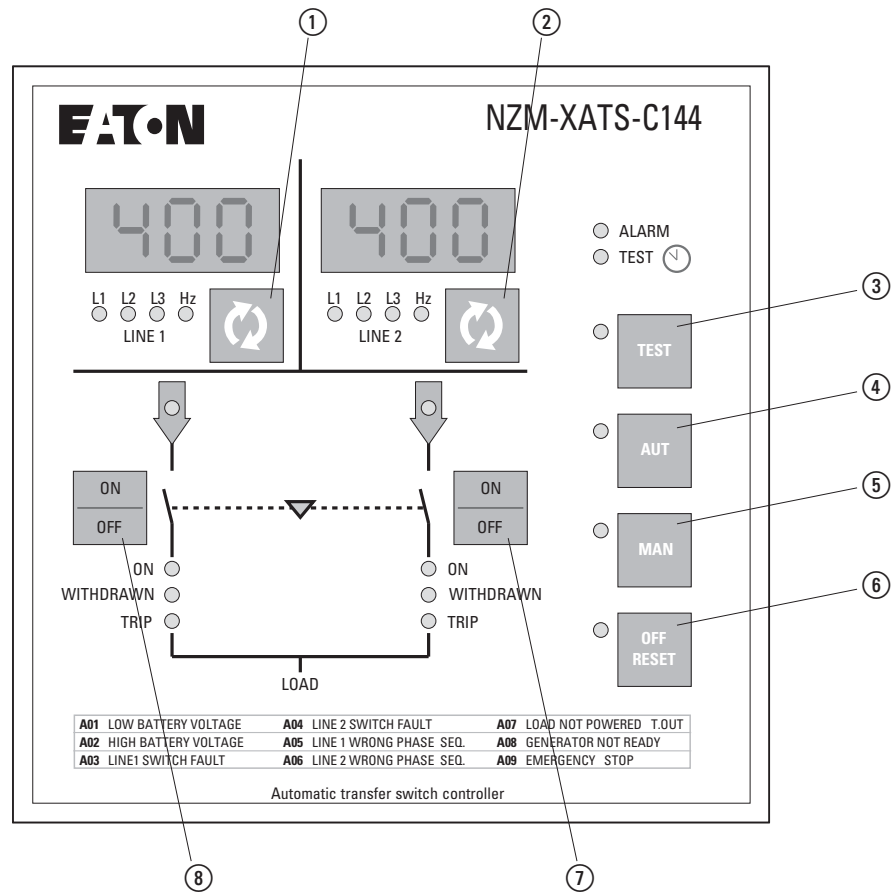 ① ②
EATON NZM-XATS-C144
400 400
ALARM
TEST
L1 L2 L3 Hz L1 L2 L3 Hz
LINE 1 LINE 2
③
TEST
④
AUT
ON ON
OFF OFF
⑤
MAN
ON ON
WITHDRAWN WITHDRAWN
TRIP TRIP
⑥
OFF
RESET
LOAD
A01 LOW BATTERY VOLTAGE A04 LINE 2 SWITCH FAULT A07 LOAD NOT POWERED T.OUT
A02 HIGH BATTERY VOLTAGE A05 LINE 1 WRONG PHASE SEQ. A08 GENERATOR NOT READY
A03 LINE1 SWITCH FAULT A06 LINE 2 WRONG PHASE SEQ. A09 EMERGENCY STOP
Automatic transfer switch controller
⑧ ⑦